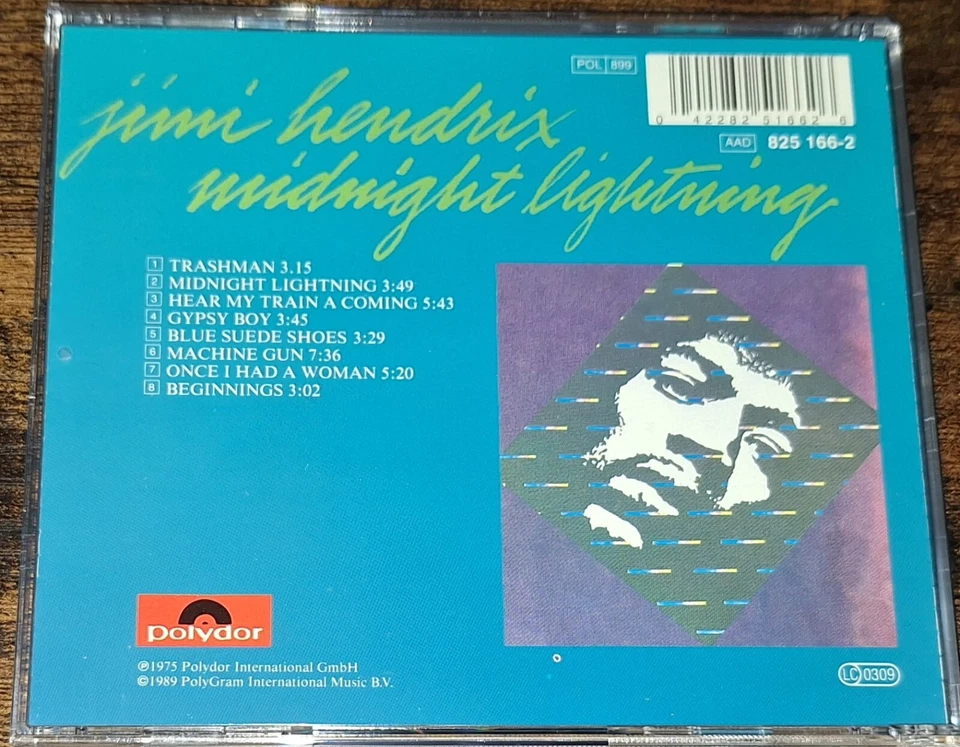 POL 899
0 42282 51662 6
AAD 825 166-2
jimi hendrix
midnight lightning
1 TRASHMAN 3.15
2 MIDNIGHT LIGHTNING 3:49
3 HEAR MY TRAIN A COMING 5:43
4 GYPSY BOY 3:45
5 BLUE SUEDE SHOES 3:29
6 MACHINE GUN 7:36
7 ONCE I HAD A WOMAN 5:20
8 BEGINNINGS 3:02
polydor
℗1975 Polydor International GmbH
©1989 PolyGram International Music B.V.
LC 0309